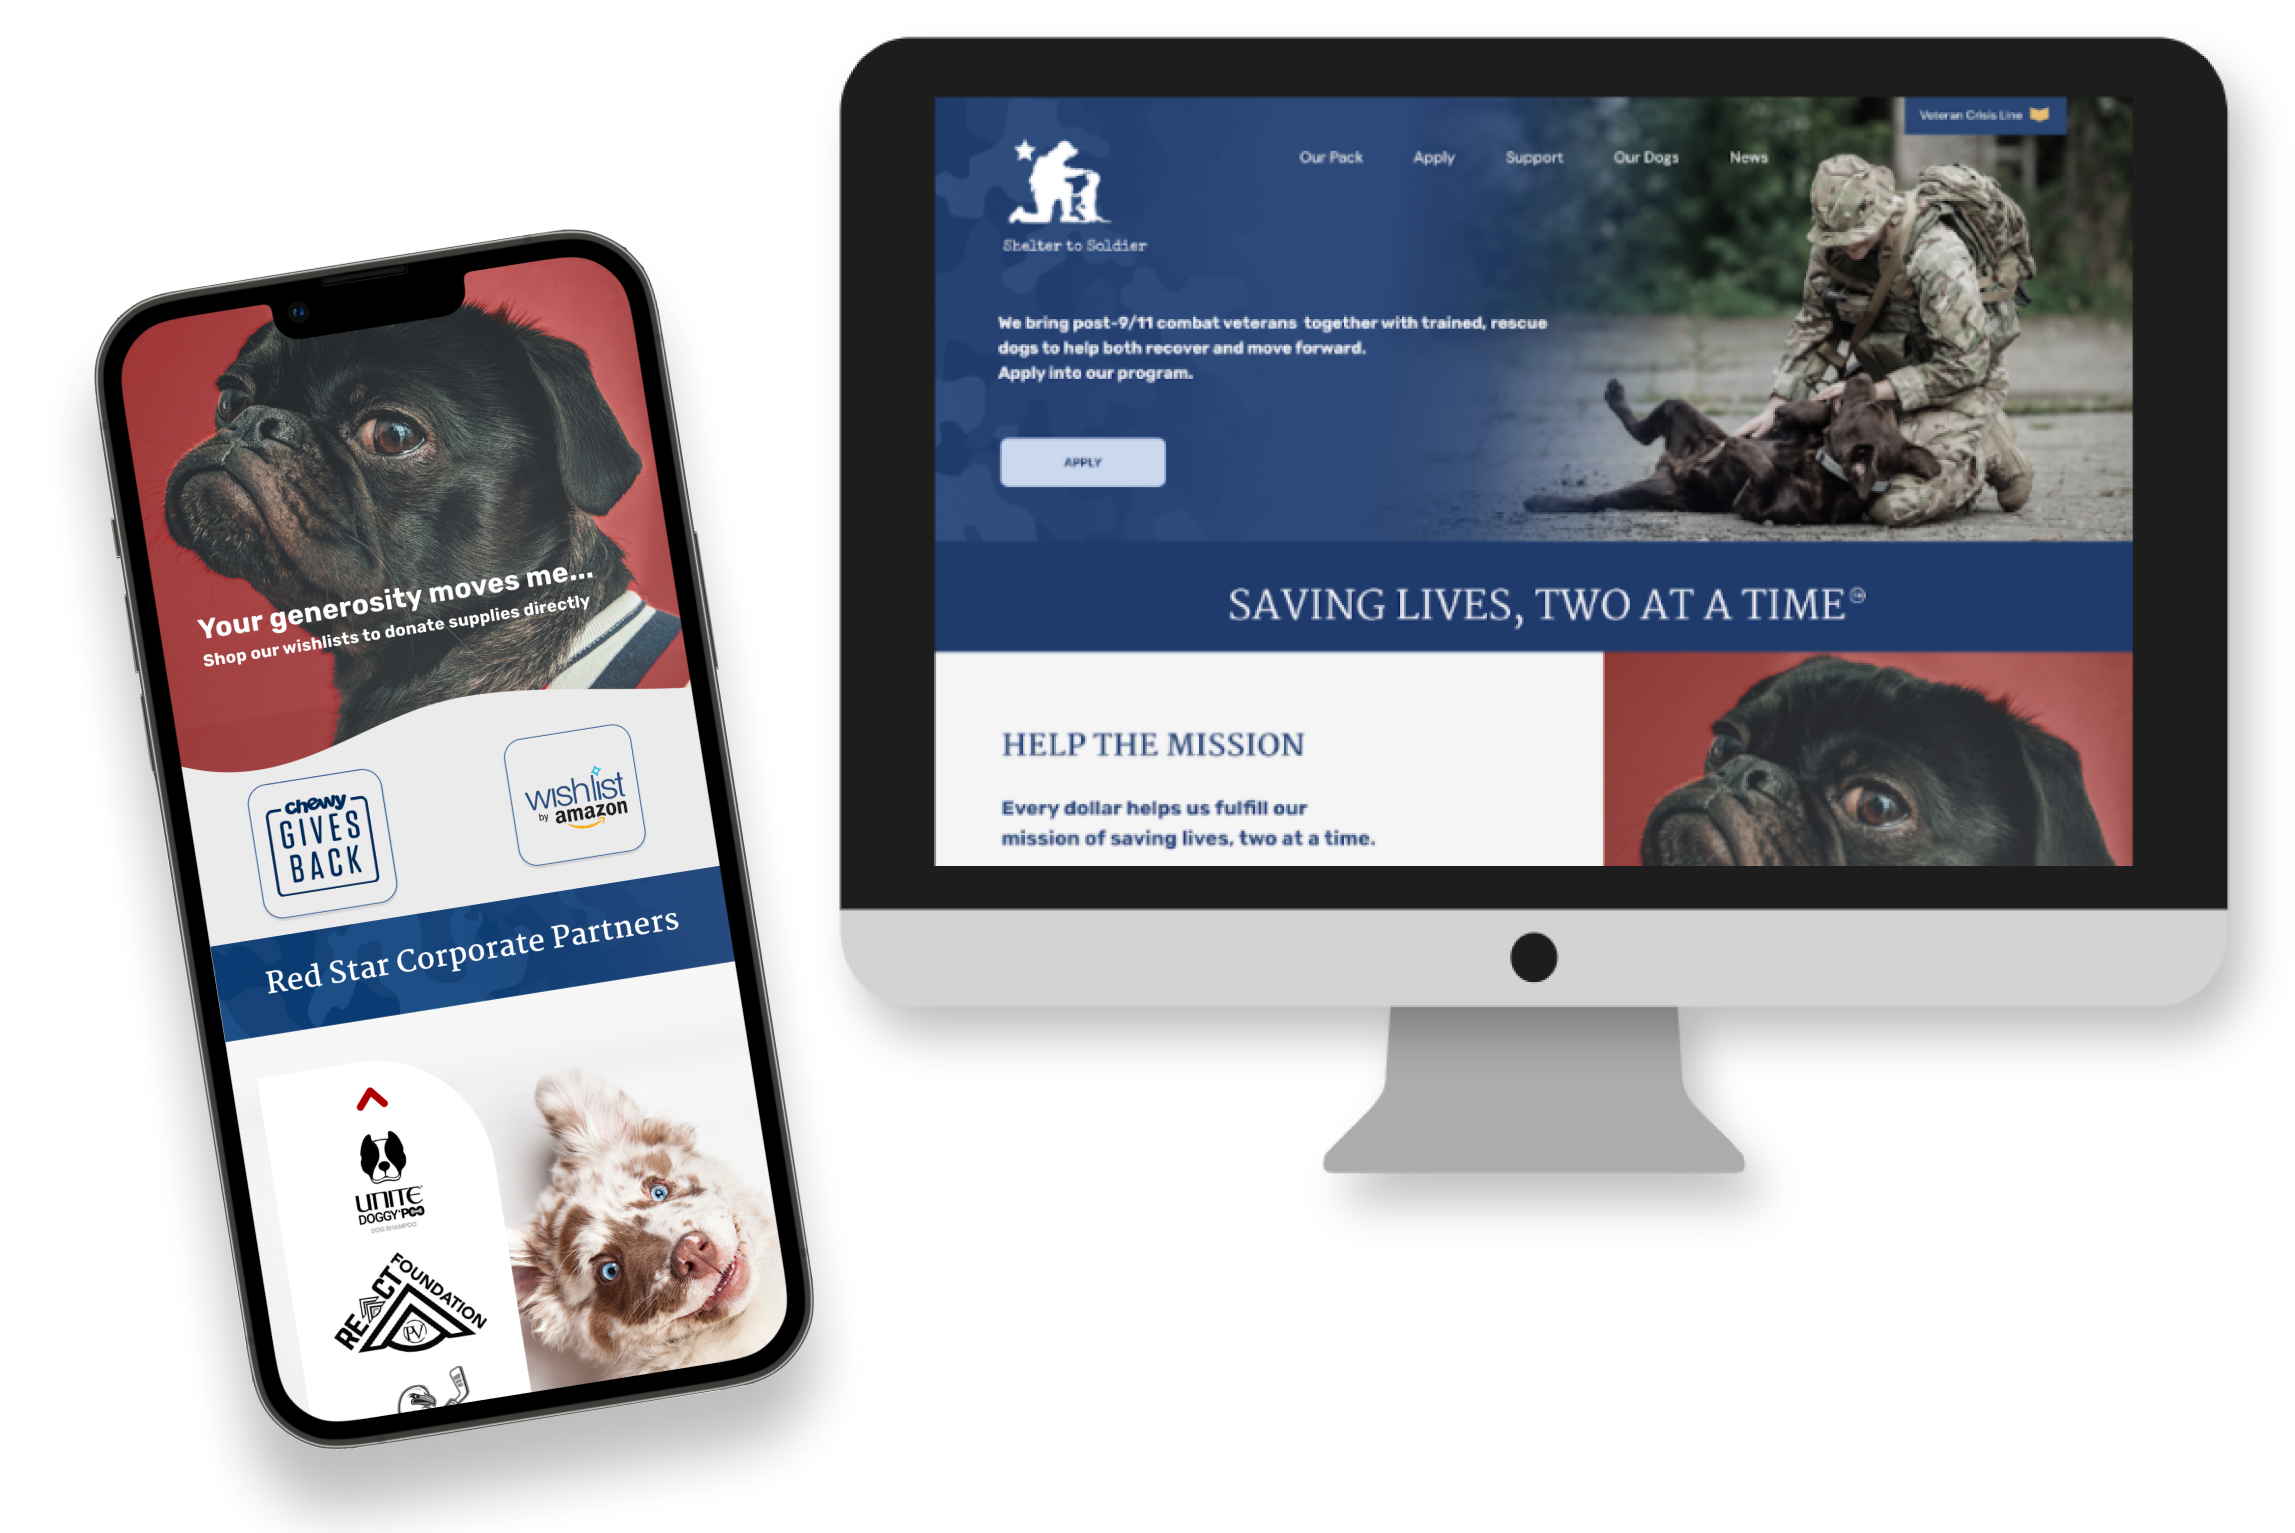 Your generosity moves me...
Shop our wishlists to donate supplies directly
chewy
GIVES
BACK
wishlist
by amazon
Red Star Corporate Partners
UNITE
DOGGY'POO
DOG SHAMPOO
RE CT FOUNDATION
PV
Veteran Crisis Line
Our Pack Apply Support Our Dogs News
Shelter to Soldier
We bring post-9/11 combat veterans together with trained, rescue
dogs to help both recover and move forward.
Apply into our program.
APPLY
SAVING LIVES, TWO AT A TIME
HELP THE MISSION
Every dollar helps us fulfill our
mission of saving lives, two at a time.